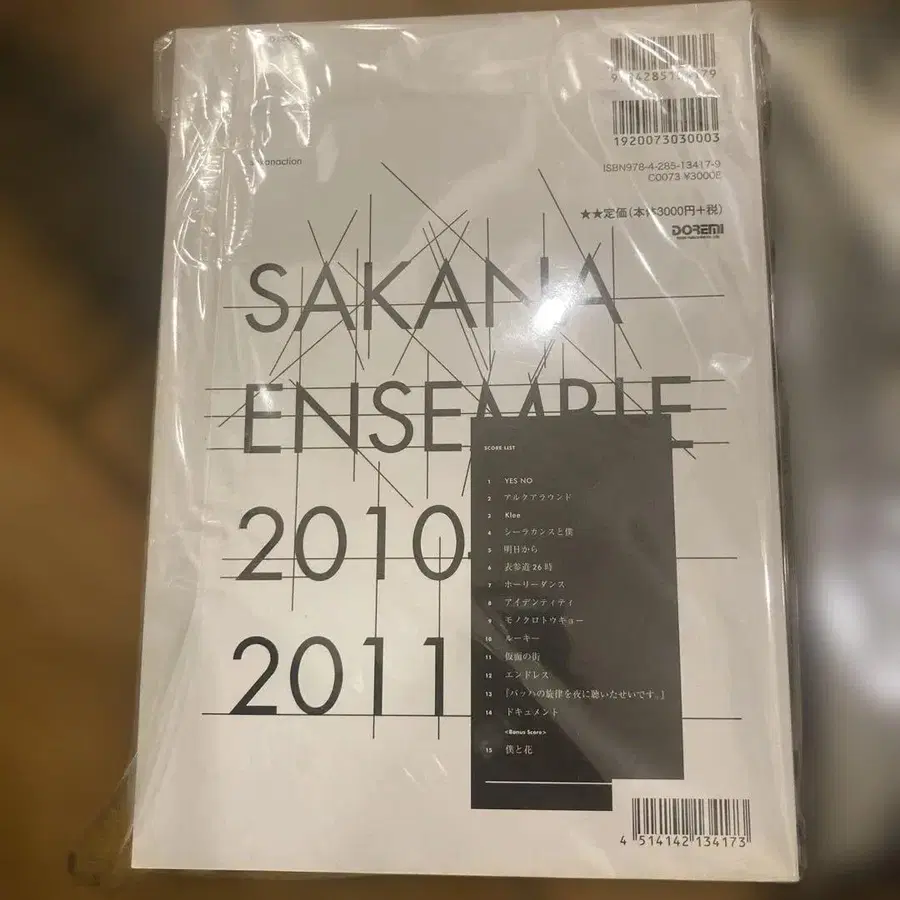 1920073030003
ISBN978-4-285-13417-9
C0073 ¥3000E
★★定価(本体3000円+税)
DOREMI
SAKANA
ENSEMBLE
2010-
2011
SCORE LIST
1 YES NO
2 アルクアラウンド
3 Klee
4 シーラカンスと僕
5 明日から
6 表参道26時
7 ホーリーダンス
8 アイデンティティ
9 モノクロトウキョー
10 ルーキー
11 仮面の街
12 エンドレス
13 『バッハの旋律を夜に聴いたせいです。』
14 ドキュメント
<Bonus Score>
15 僕と花
4 514142 134173